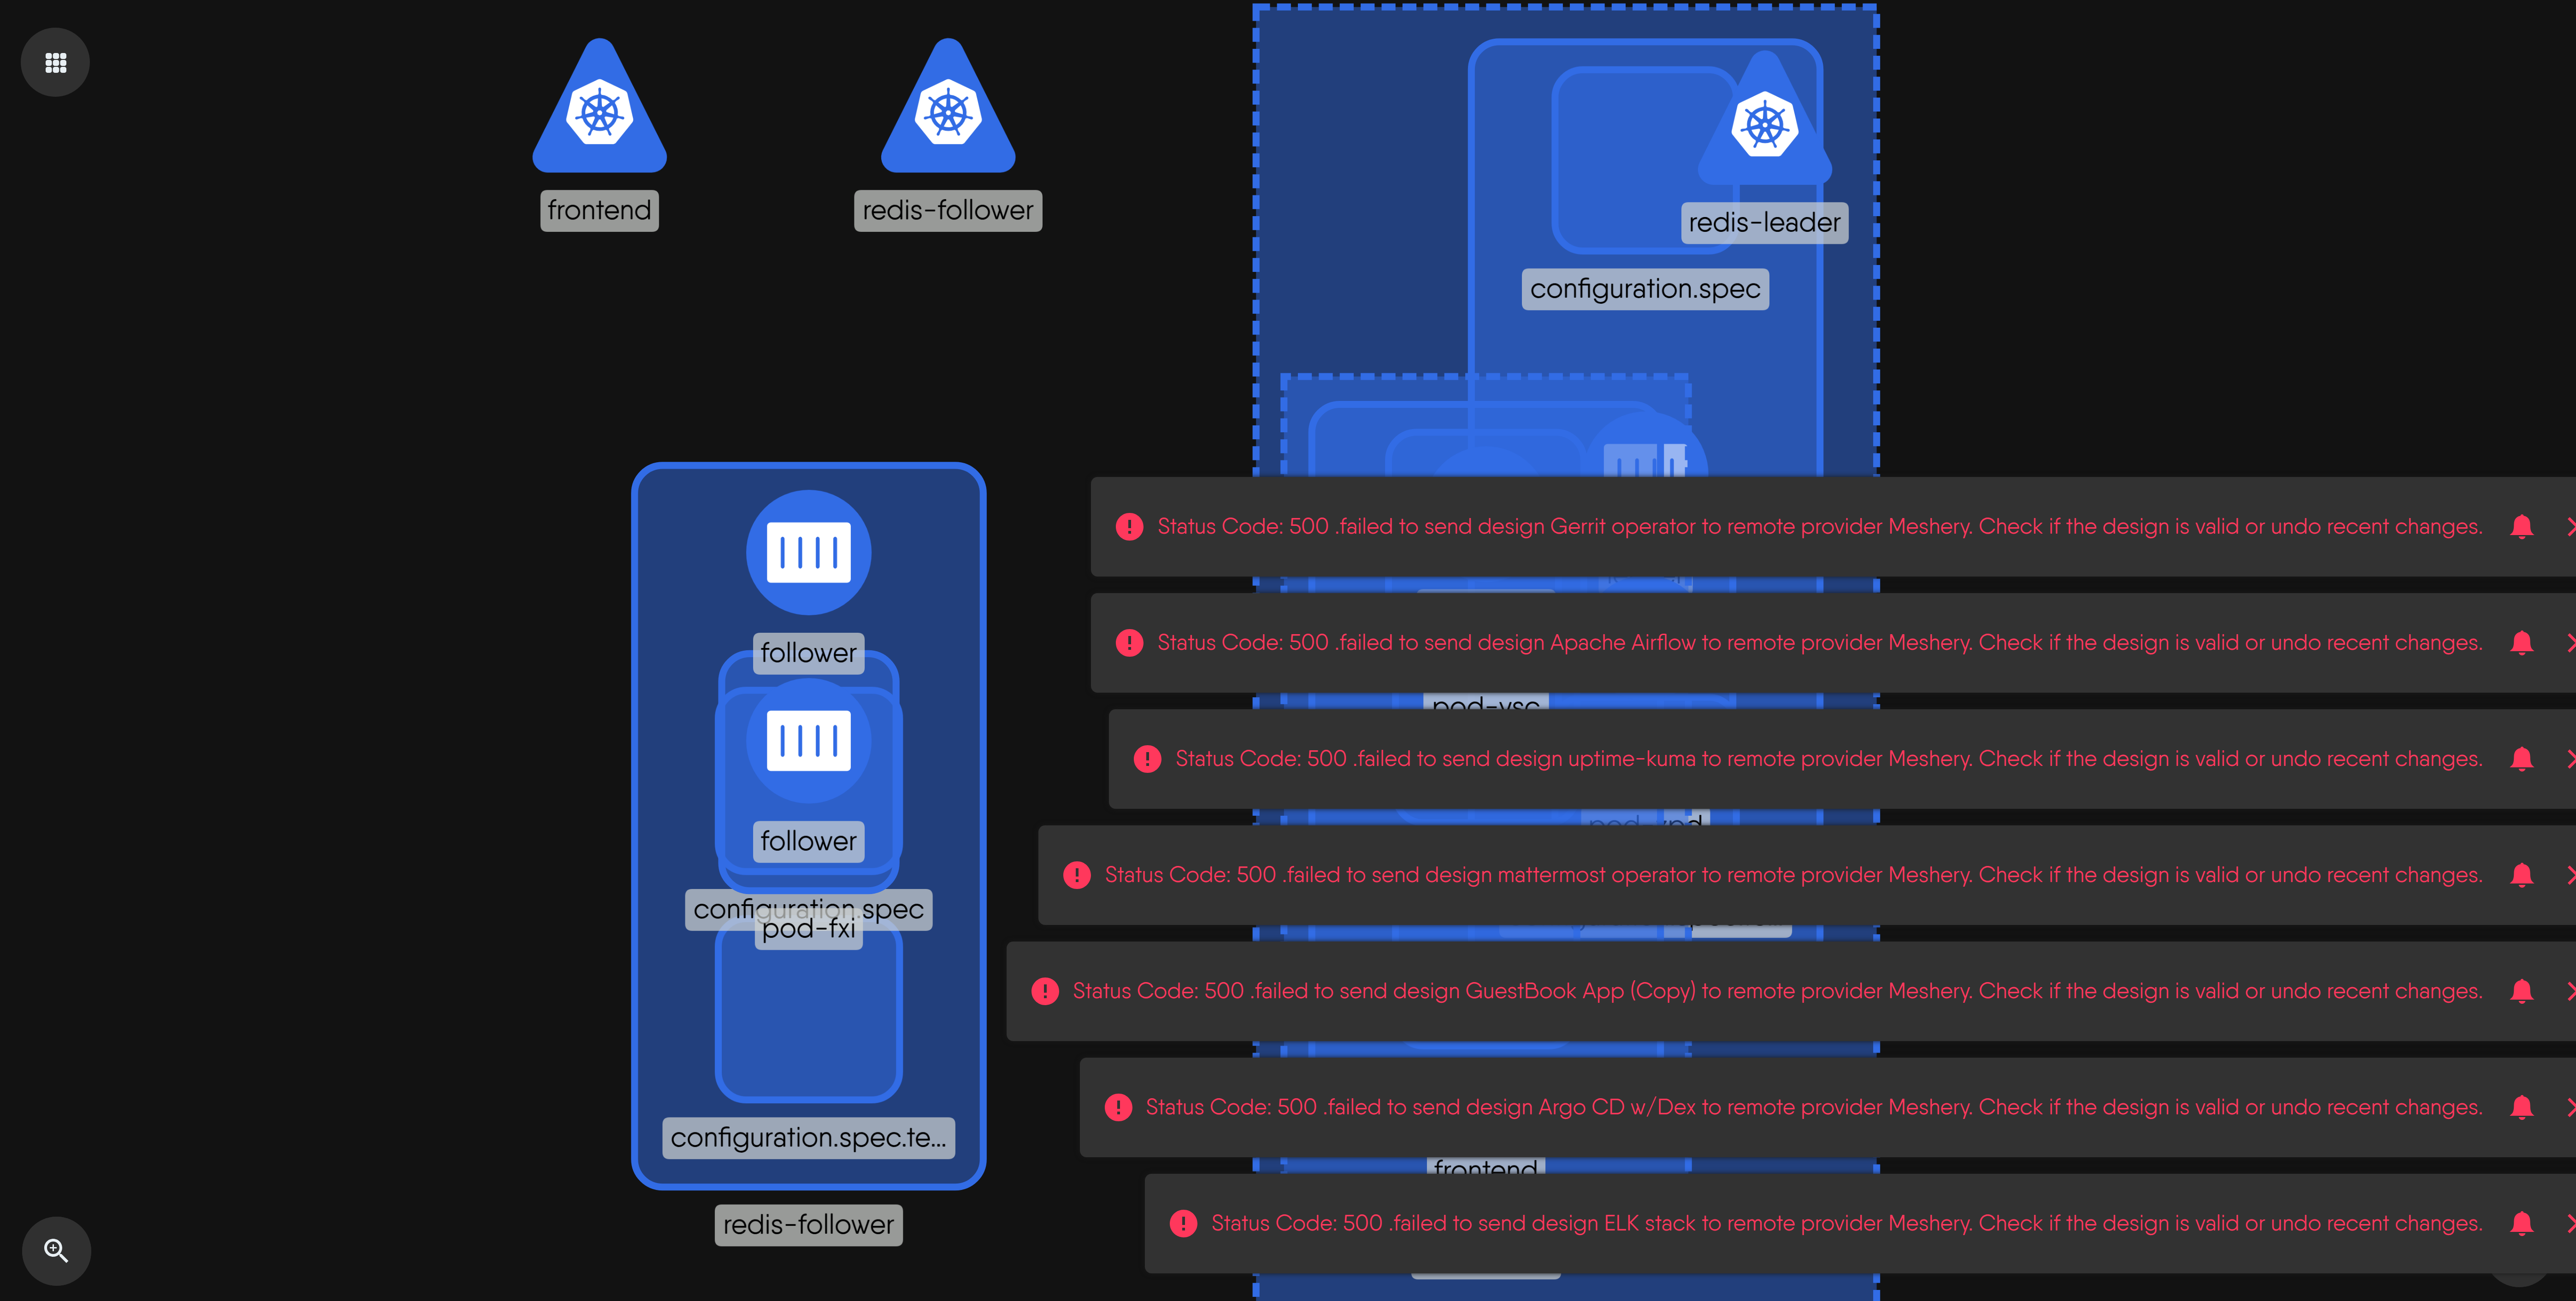 frontend
redis-follower
redis-leader
configuration.spec
Status Code: 500 .failed to send design Gerrit operator to remote provider Meshery. Check if the design is valid or undo recent changes.
follower
Status Code: 500 .failed to send design Apache Airflow to remote provider Meshery. Check if the design is valid or undo recent changes.
pod-vsc
Status Code: 500 .failed to send design uptime-kuma to remote provider Meshery. Check if the design is valid or undo recent changes.
follower
Status Code: 500 .failed to send design mattermost operator to remote provider Meshery. Check if the design is valid or undo recent changes.
configuration.spec
pod-fxi
Status Code: 500 .failed to send design GuestBook App (Copy) to remote provider Meshery. Check if the design is valid or undo recent changes.
Status Code: 500 .failed to send design Argo CD w/Dex to remote provider Meshery. Check if the design is valid or undo recent changes.
configuration.spec.te...
frontend
redis-follower
Status Code: 500 .failed to send design ELK stack to remote provider Meshery. Check if the design is valid or undo recent changes.